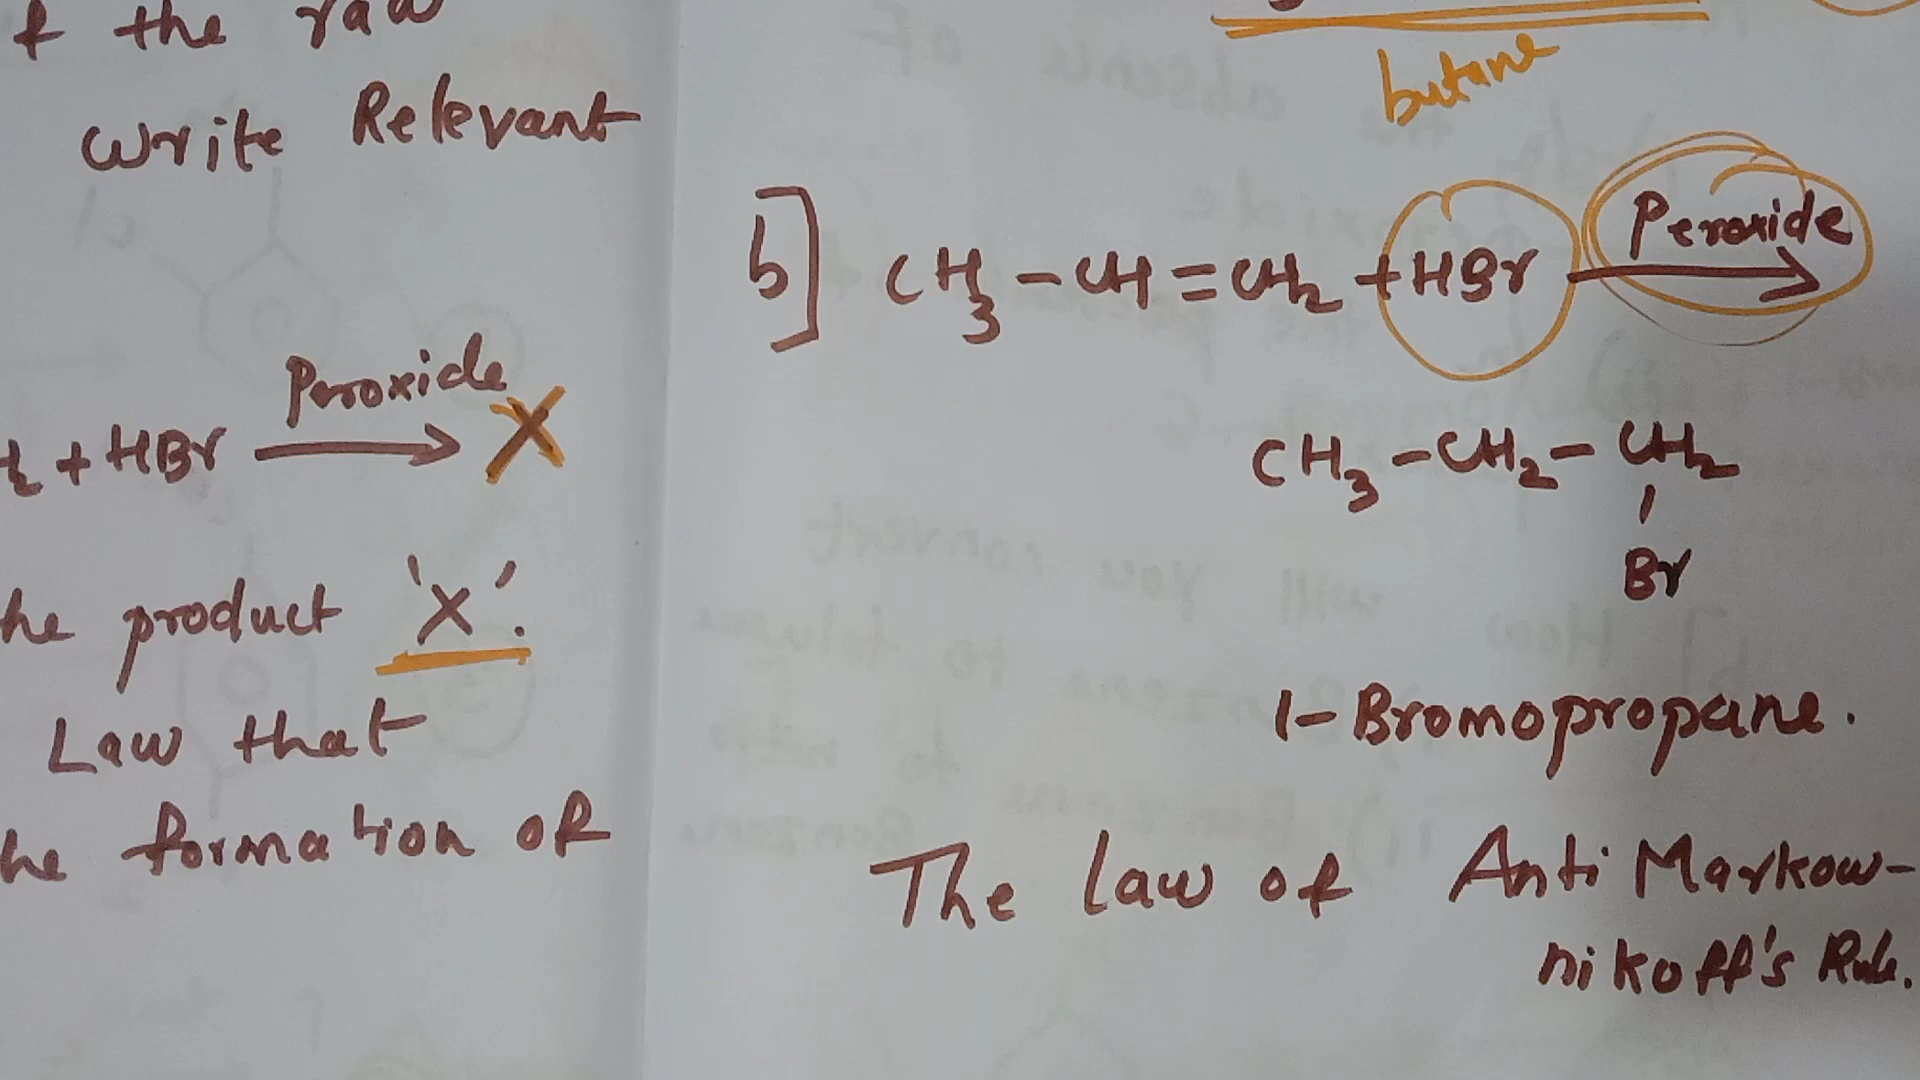 f the raw
write Relevant
Peroxide
+ HBr ⟶ X
he product 'X'.
Law that
he formation of
butane
b] CH₃-CH=CH₂ + HBr ⟶ Peroxide
CH₃-CH₂-CH₂
Br
1-Bromopropane.
The law of Anti Markow-
nikoff's Rule.